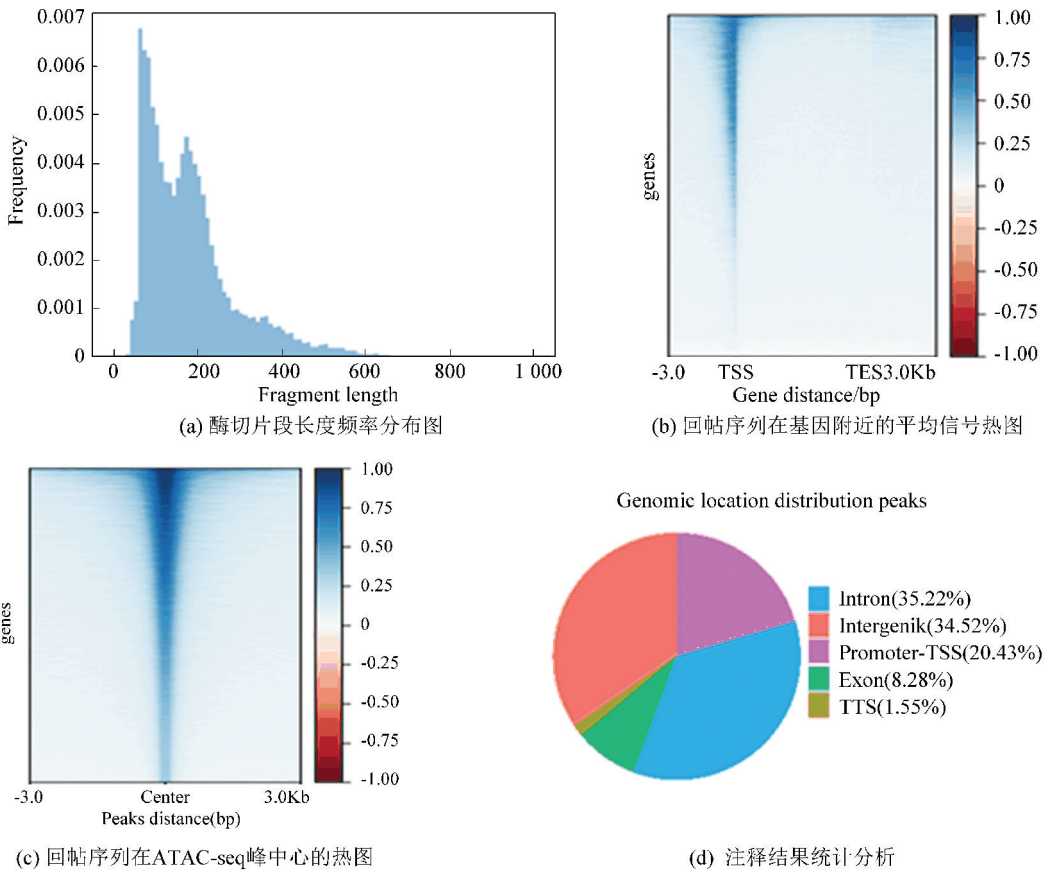 0.007
0.006
0.005
0.004
0.003
0.002
0.001
0
Frequency
0 200 400 600 800 1 000
Fragment length
(a) 酶切片段长度频率分布图
genes
1.00
0.75
0.50
0.25
0
-0.25
-0.50
-0.75
-1.00
-3.0 TSS TES3.0Kb
Gene distance/bp
(b) 回帖序列在基因附近的平均信号热图
genes
1.00
0.75
0.50
0.25
0
-0.25
-0.50
-0.75
-1.00
-3.0 Center 3.0Kb
Peaks distance(bp)
(c) 回帖序列在ATAC-seq峰中心的热图
Genomic location distribution peaks
Intron(35.22%)
Intergenik(34.52%)
Promoter-TSS(20.43%)
Exon(8.28%)
TTS(1.55%)
(d) 注释结果统计分析